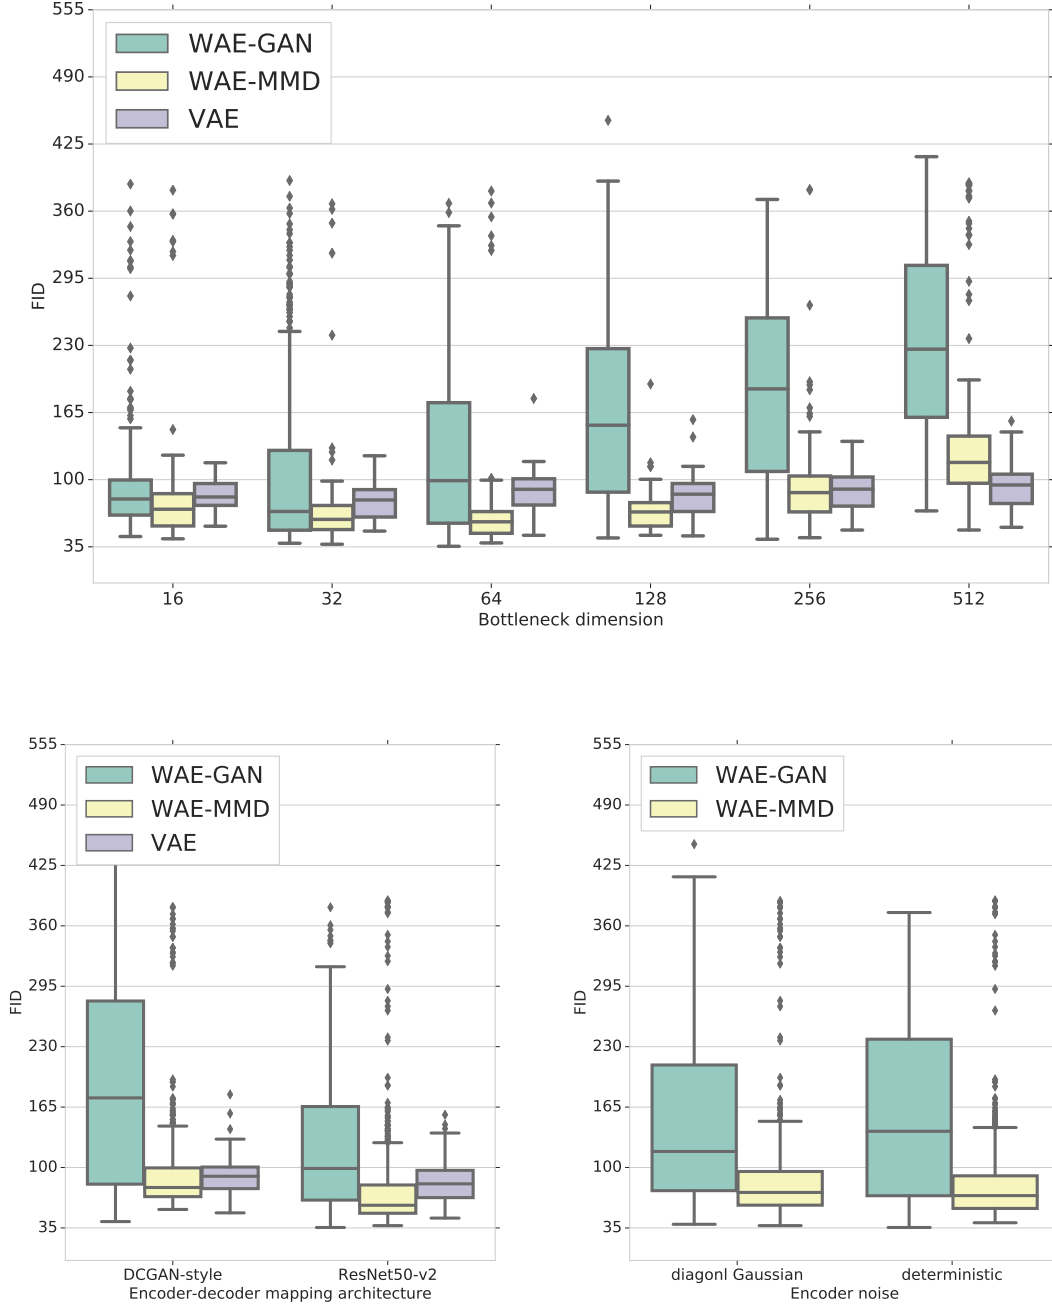 555
490
425
360
295
230
165
100
35
FID
WAE-GAN
WAE-MMD
VAE
16 32 64 128 256 512
Bottleneck dimension
555
490
425
360
295
230
165
100
35
FID
WAE-GAN
WAE-MMD
VAE
DCGAN-style ResNet50-v2
Encoder-decoder mapping architecture
555
490
425
360
295
230
165
100
35
FID
WAE-GAN
WAE-MMD
diagonl Gaussian deterministic
Encoder noise